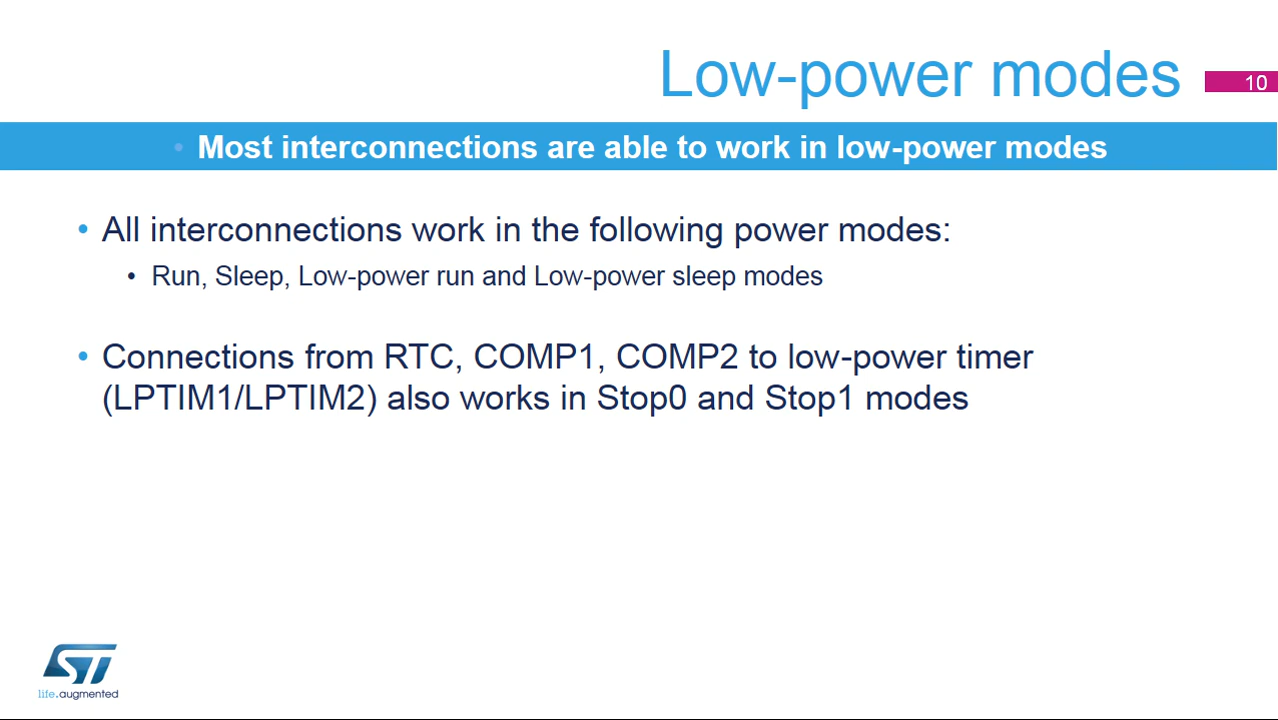 Low-power modes
10
• Most interconnections are able to work in low-power modes
• All interconnections work in the following power modes:
• Run, Sleep, Low-power run and Low-power sleep modes
• Connections from RTC, COMP1, COMP2 to low-power timer
(LPTIM1/LPTIM2) also works in Stop0 and Stop1 modes
ST
life.augmented